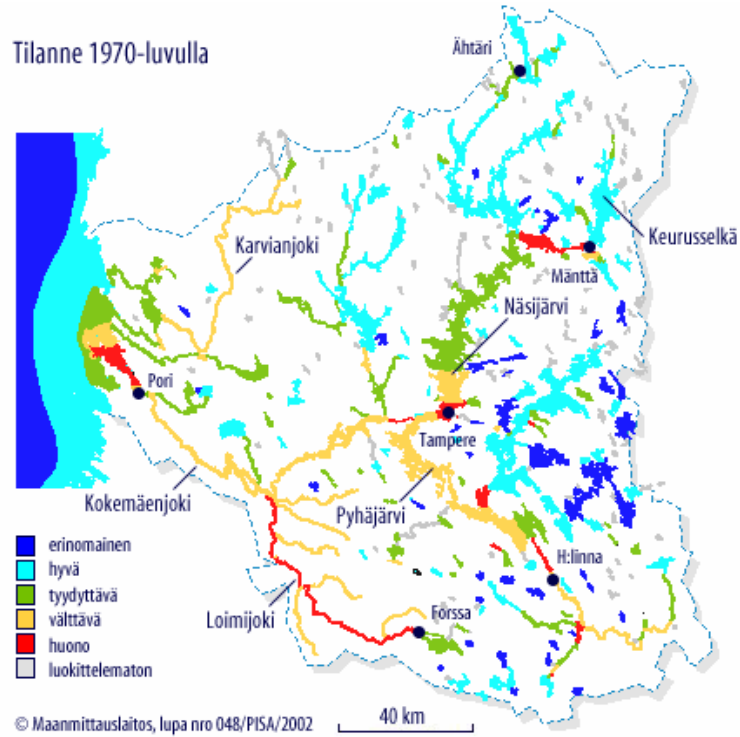 Tilanne 1970-luvulla
Ähtäri
Karvianjoki
Keurusselkä
Mänttä
Näsijärvi
Pori
Tampere
Kokemäenjoki
Pyhäjärvi
H:linna
Loimijoki
Forssa
erinomainen
hyvä
tyydyttävä
välttävä
huono
luokittelematon
© Maanmittauslaitos, lupa nro 048/PISA/2002
40 km